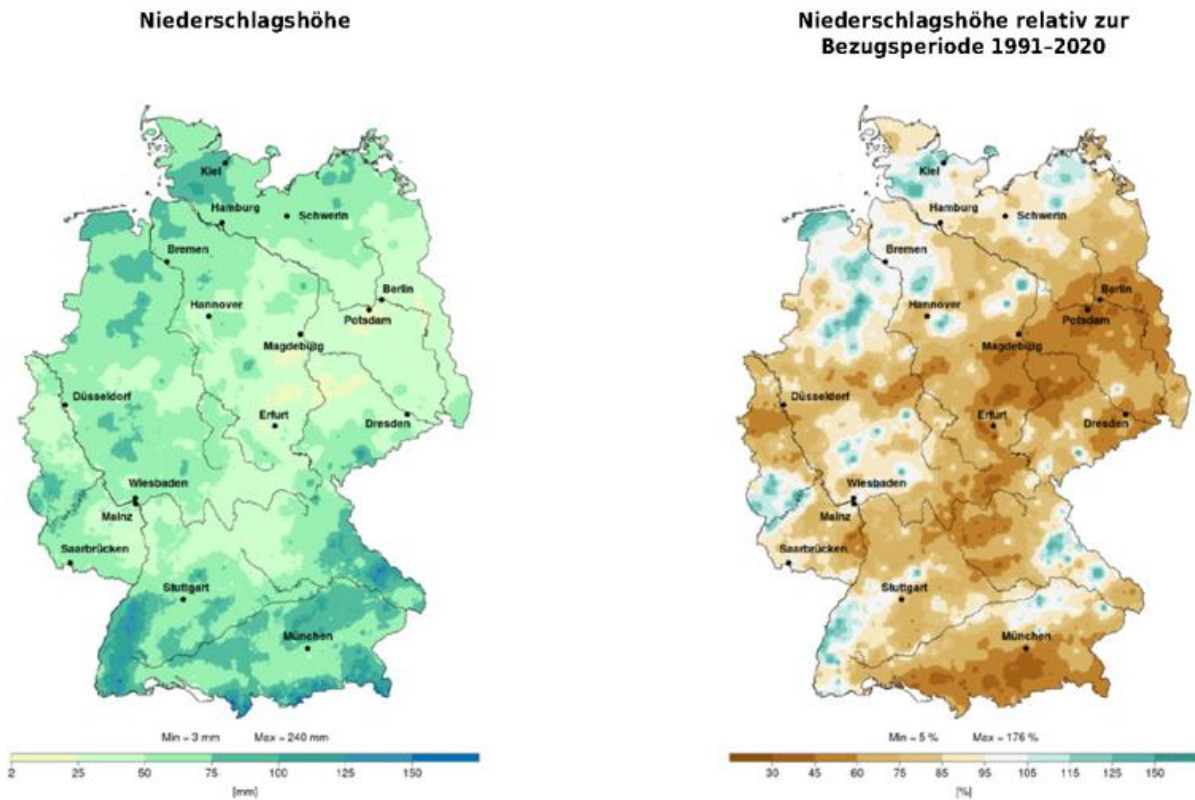 Niederschlagshöhe
Kiel
Hamburg
Schwerin
Bremen
Hannover
Berlin
Potsdam
Magdeburg
Düsseldorf
Erfurt
Dresden
Wiesbaden
Mainz
Saarbrücken
Stuttgart
München
Min = 3 mm Max = 240 mm
2 25 50 75 100 125 150
[mm]
Niederschlagshöhe relativ zur
Bezugsperiode 1991–2020
Kiel
Hamburg
Schwerin
Bremen
Hannover
Berlin
Potsdam
Magdeburg
Düsseldorf
Erfurt
Dresden
Wiesbaden
Mainz
Saarbrücken
Stuttgart
München
Min = 5 % Max = 176 %
30 45 60 75 85 95 105 115 125 150
[%]